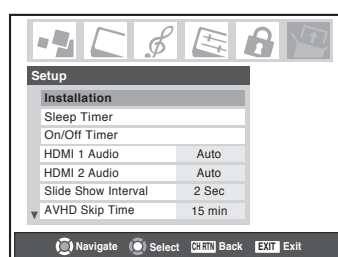 Setup
Installation
Sleep Timer
On/Off Timer
HDMI 1 Audio Auto
HDMI 2 Audio Auto
Slide Show Interval 2 Sec
AVHD Skip Time 15 min
Navigate Select CH RTN Back EXIT Exit